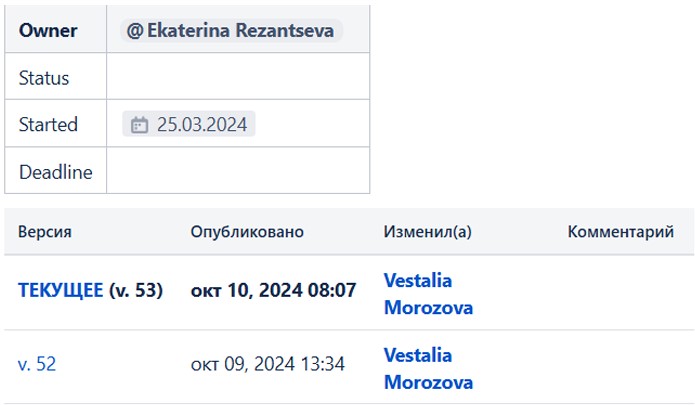 Owner @ Ekaterina Rezantseva
Status
Started 25.03.2024
Deadline
Версия Опубликовано Изменил(а) Комментарий
ТЕКУЩЕЕ (v. 53) окт 10, 2024 08:07 Vestalia
Morozova
v. 52 окт 09, 2024 13:34 Vestalia
Morozova